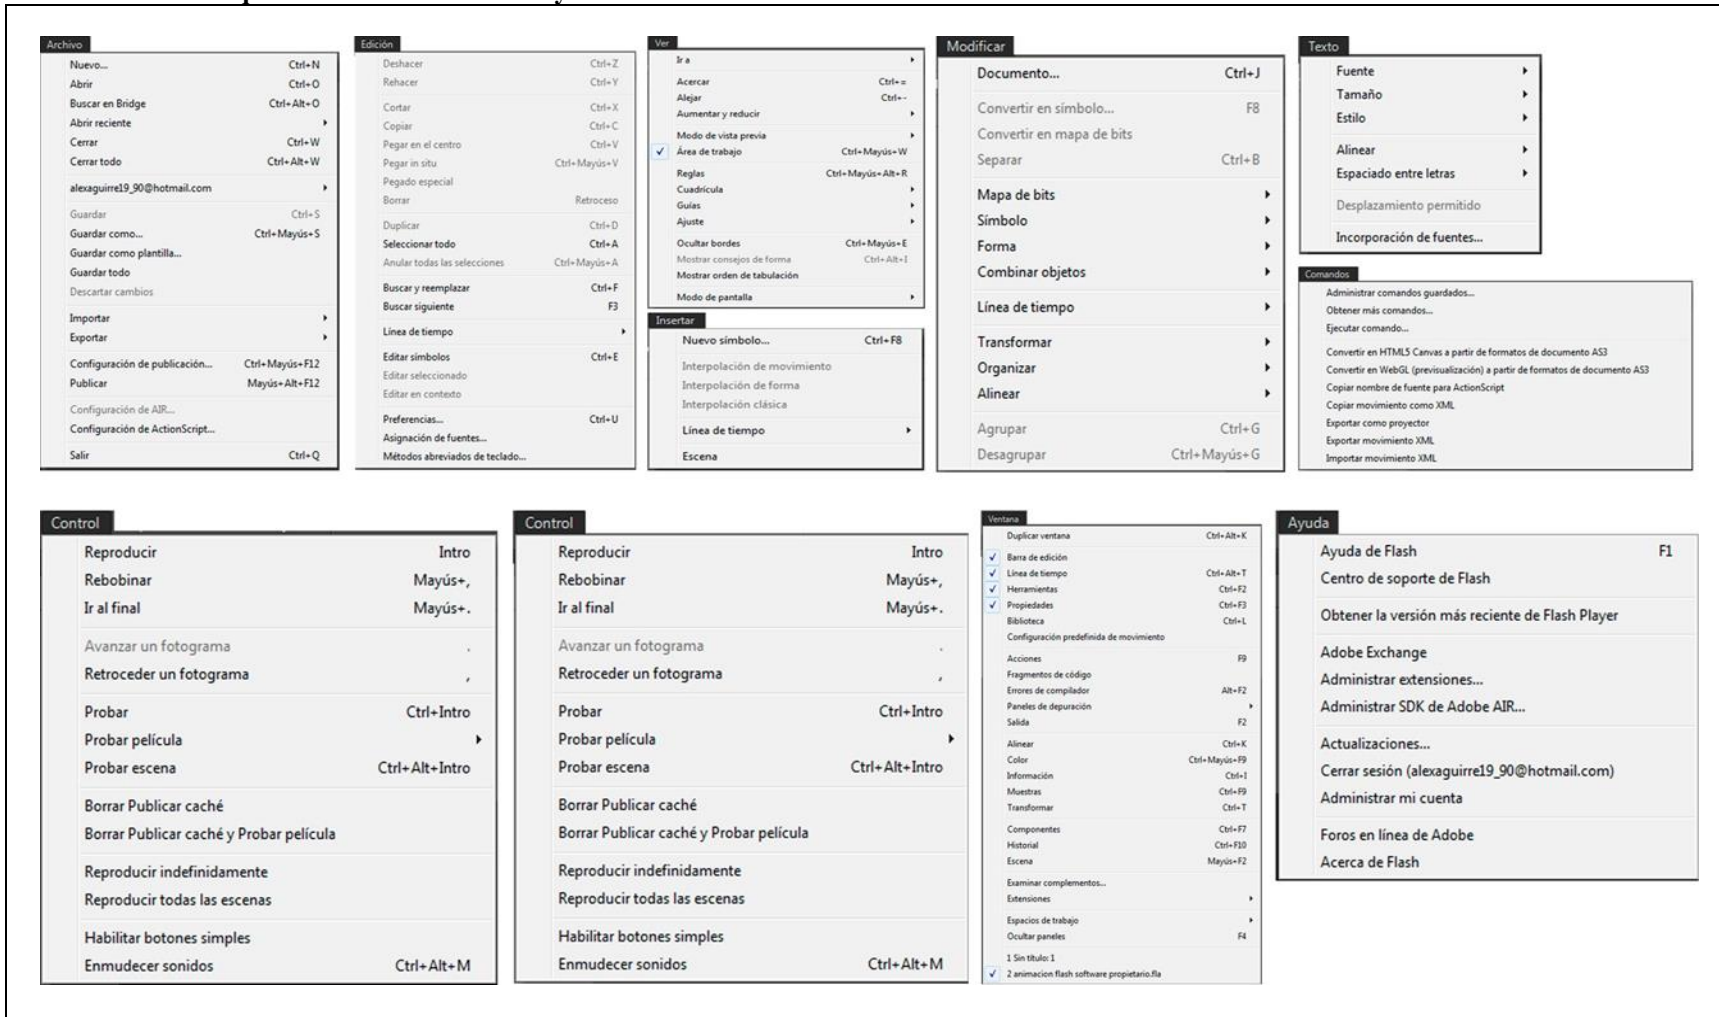 Archivo
Nuevo... Ctrl+N
Abrir Ctrl+O
Buscar en Bridge Ctrl+Alt+O
Abrir reciente
Cerrar Ctrl+W
Cerrar todo Ctrl+Alt+W
alexaguirre19_90@hotmail.com
Guardar Ctrl+S
Guardar como... Ctrl+Mayús+S
Guardar como plantilla...
Guardar todo
Descartar cambios
Importar
Exportar
Configuración de publicación... Ctrl+Mayús+F12
Publicar Mayús+Alt+F12
Configuración de AIR...
Configuración de ActionScript...
Salir Ctrl+Q
Edición
Deshacer Ctrl+Z
Rehacer Ctrl+Y
Cortar Ctrl+X
Copiar Ctrl+C
Pegar en el centro Ctrl+V
Pegar in situ Ctrl+Mayús+V
Pegado especial
Borrar Retroceso
Duplicar Ctrl+D
Seleccionar todo Ctrl+A
Anular todas las selecciones Ctrl+Mayús+A
Buscar y reemplazar Ctrl+F
Buscar siguiente F3
Línea de tiempo
Editar símbolos Ctrl+E
Editar seleccionado
Editar en contexto
Preferencias... Ctrl+U
Asignación de fuentes...
Métodos abreviados de teclado...
Ver
Ir a
Acercar Ctrl+=
Alejar Ctrl+-
Aumentar y reducir
Modo de vista previa
Área de trabajo Ctrl+Mayús+W
Reglas Ctrl+Mayús+Alt+R
Cuadrícula
Guías
Ajuste
Ocultar bordes Ctrl+Mayús+E
Mostrar consejos de forma Ctrl+Alt+I
Mostrar orden de tabulación
Modo de pantalla
Insertar
Nuevo símbolo... Ctrl+F8
Interpolación de movimiento
Interpolación de forma
Interpolación clásica
Línea de tiempo
Escena
Modificar
Documento... Ctrl+J
Convertir en símbolo... F8
Convertir en mapa de bits
Separar Ctrl+B
Mapa de bits
Símbolo
Forma
Combinar objetos
Línea de tiempo
Transformar
Organizar
Alinear
Agrupar Ctrl+G
Desagrupar Ctrl+Mayús+G
Texto
Fuente
Tamaño
Estilo
Alinear
Espaciado entre letras
Desplazamiento permitido
Incorporación de fuentes...
Comandos
Administrar comandos guardados...
Obtener más comandos...
Ejecutar comando...
Convertir en HTML5 Canvas a partir de formatos de documento AS3
Convertir en WebGL (previsualización) a partir de formatos de documento AS3
Copiar nombre de fuente para ActionScript
Copiar movimiento como XML
Exportar como proyector
Exportar movimiento XML
Importar movimiento XML
Control
Reproducir Intro
Rebobinar Mayús+,
Ir al final Mayús+.
Avanzar un fotograma .
Retroceder un fotograma ,
Probar Ctrl+Intro
Probar película
Probar escena Ctrl+Alt+Intro
Borrar Publicar caché
Borrar Publicar caché y Probar película
Reproducir indefinidamente
Reproducir todas las escenas
Habilitar botones simples
Enmudecer sonidos Ctrl+Alt+M
Control
Reproducir Intro
Rebobinar Mayús+,
Ir al final Mayús+.
Avanzar un fotograma .
Retroceder un fotograma ,
Probar Ctrl+Intro
Probar película
Probar escena Ctrl+Alt+Intro
Borrar Publicar caché
Borrar Publicar caché y Probar película
Reproducir indefinidamente
Reproducir todas las escenas
Habilitar botones simples
Enmudecer sonidos Ctrl+Alt+M
Ventana
Duplicar ventana Ctrl+Alt+K
Barra de edición
Línea de tiempo Ctrl+Alt+T
Herramientas Ctrl+F2
Propiedades Ctrl+F3
Biblioteca Ctrl+L
Configuración predefinida de movimiento
Acciones F9
Fragmentos de código
Errores de compilador Alt+F2
Paneles de depuración
Salida F2
Alinear Ctrl+K
Color Ctrl+Mayús+F9
Información Ctrl+I
Muestras Ctrl+F9
Transformar Ctrl+T
Componentes Ctrl+F7
Historial Ctrl+F10
Escena Mayús+F2
Examinar complementos...
Extensiones
Espacios de trabajo
Ocultar paneles F4
1 Sin título: 1
2 animacion flash software propietario.fla
Ayuda
Ayuda de Flash F1
Centro de soporte de Flash
Obtener la versión más reciente de Flash Player
Adobe Exchange
Administrar extensiones...
Administrar SDK de Adobe AIR...
Actualizaciones...
Cerrar sesión (alexaguirre19_90@hotmail.com)
Administrar mi cuenta
Foros en línea de Adobe
Acerca de Flash